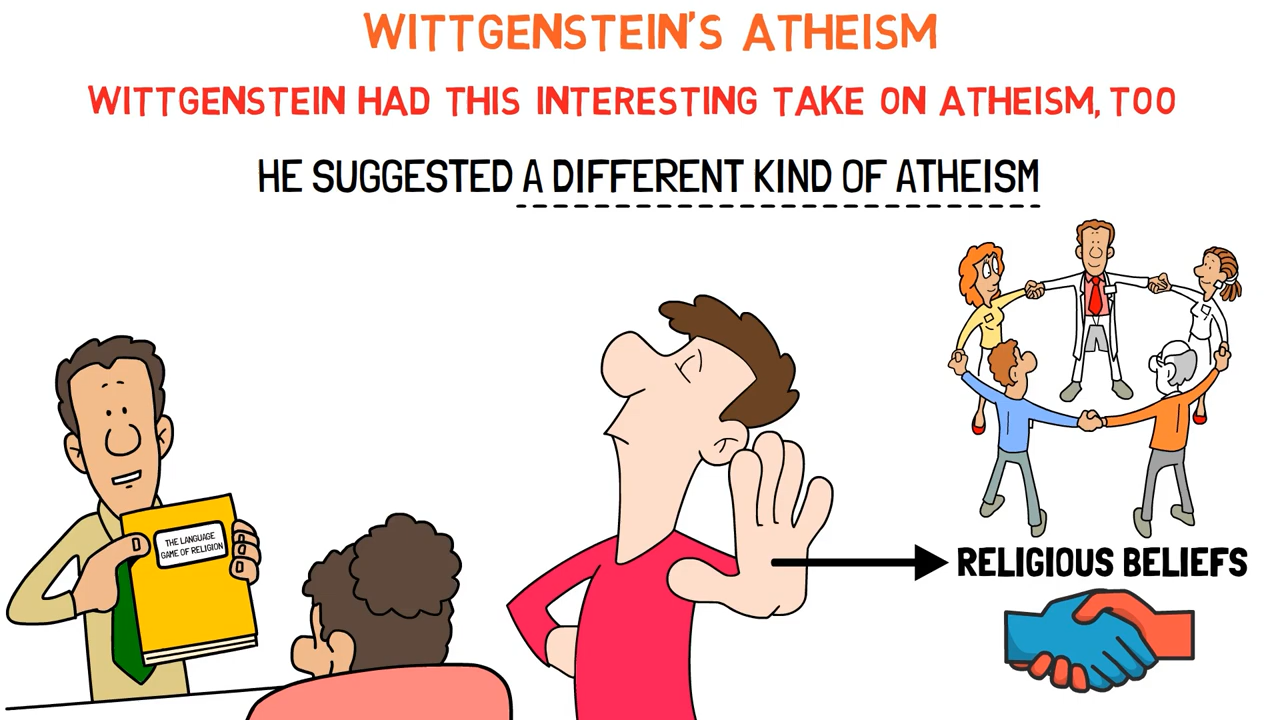 WITTGENSTEIN'S ATHEISM
WITTGENSTEIN HAD THIS INTERESTING TAKE ON ATHEISM, TOO
HE SUGGESTED A DIFFERENT KIND OF ATHEISM
THE LANGUAGE
GAME OF RELIGION
RELIGIOUS BELIEFS